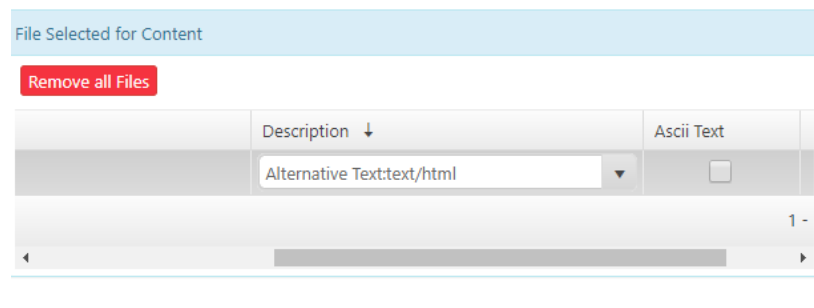 File Selected for Content
Remove all Files
Description ↓ Ascii Text
Alternative Text:text/html
1 -